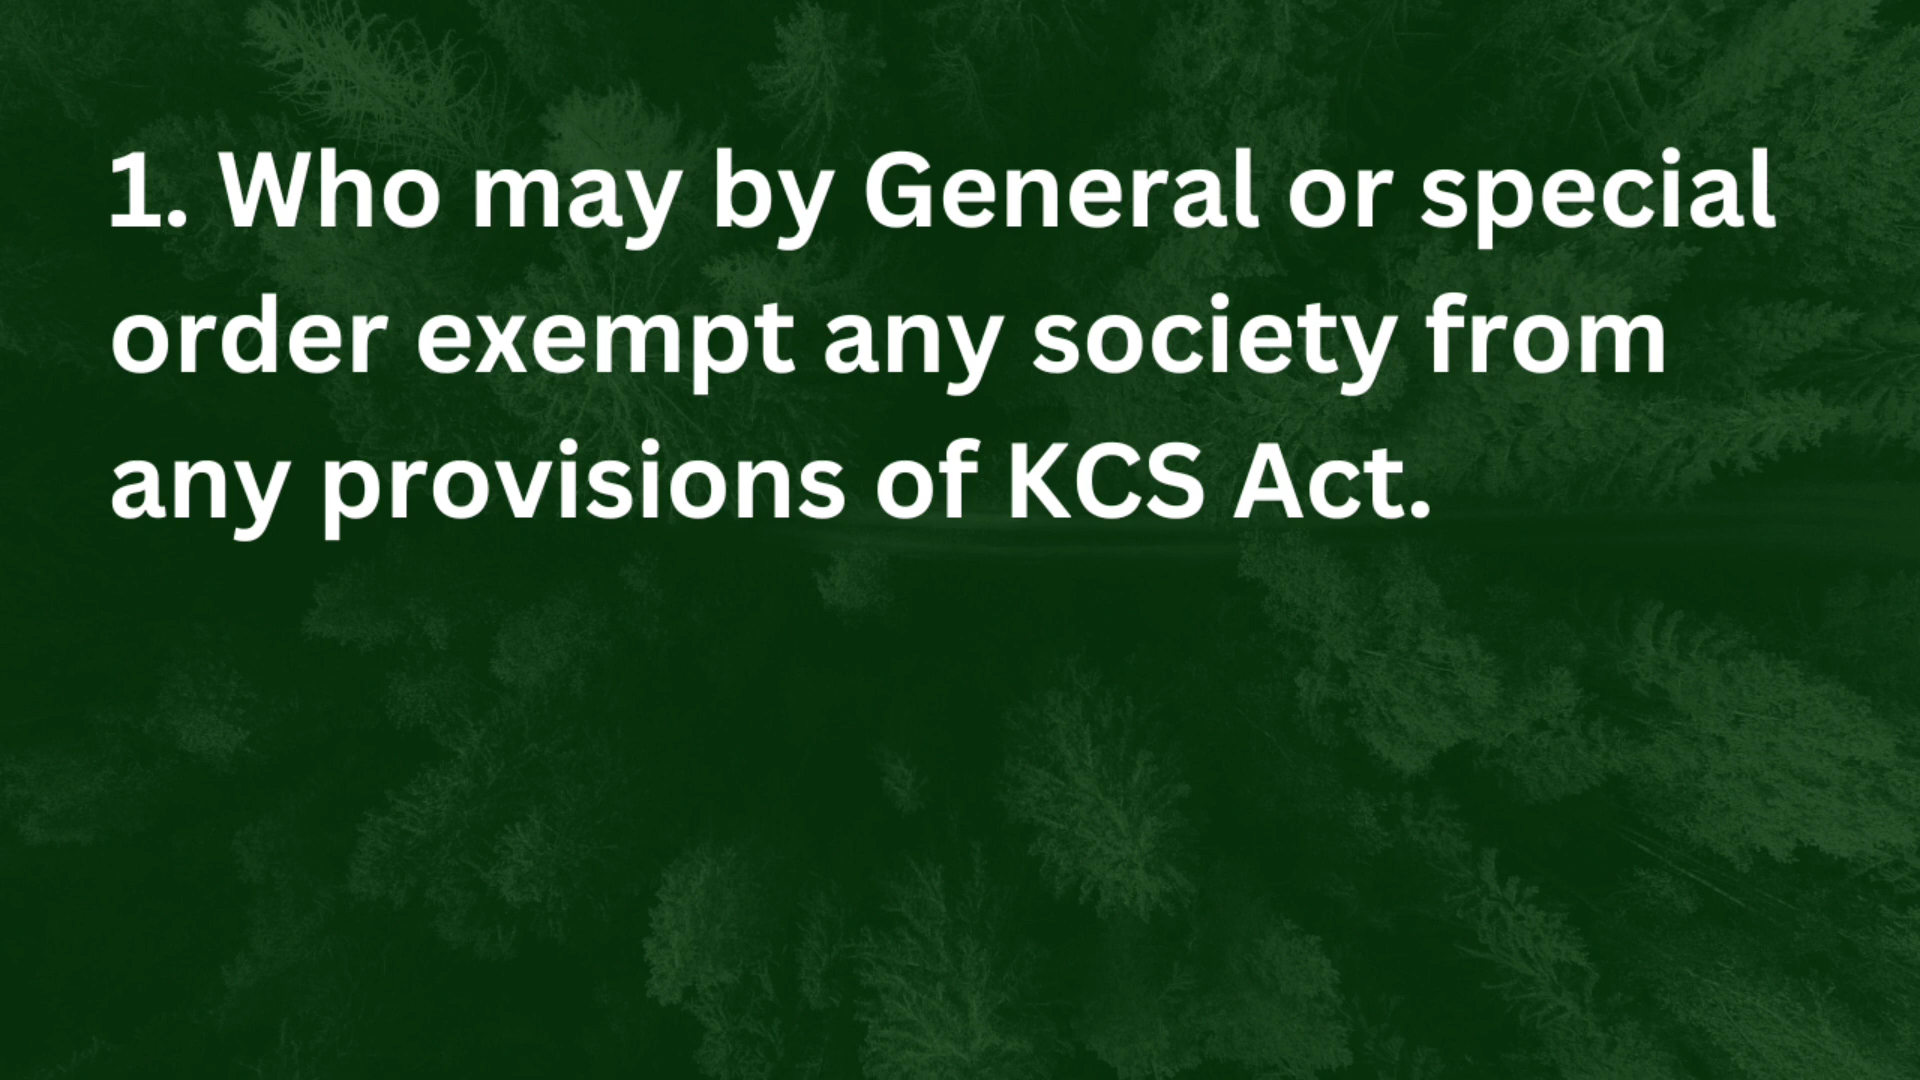 1. Who may by General or special
order exempt any society from
any provisions of KCS Act.